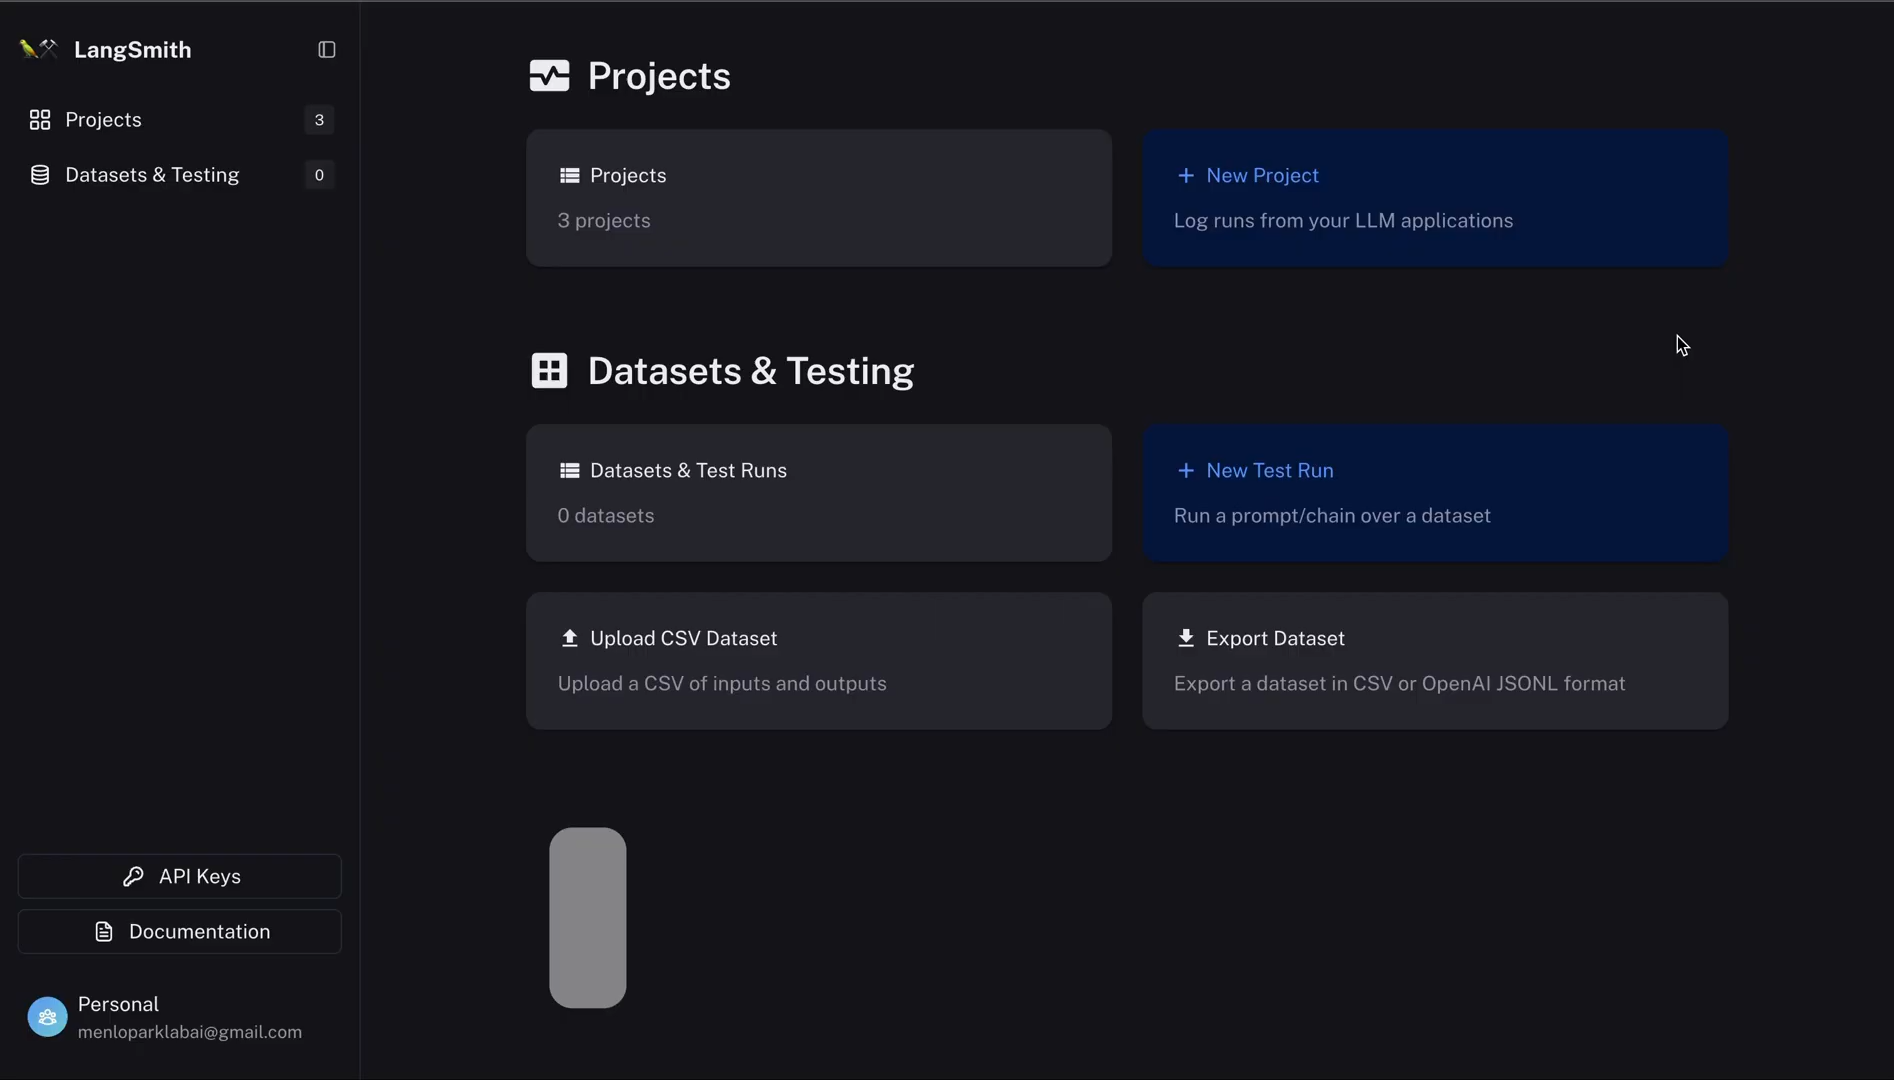 LangSmith
Projects 3
Datasets & Testing 0
API Keys
Documentation
Personal
menloparklabai@gmail.com
Projects
Projects
3 projects
+ New Project
Log runs from your LLM applications
Datasets & Testing
Datasets & Test Runs
0 datasets
+ New Test Run
Run a prompt/chain over a dataset
Upload CSV Dataset
Upload a CSV of inputs and outputs
Export Dataset
Export a dataset in CSV or OpenAI JSONL format